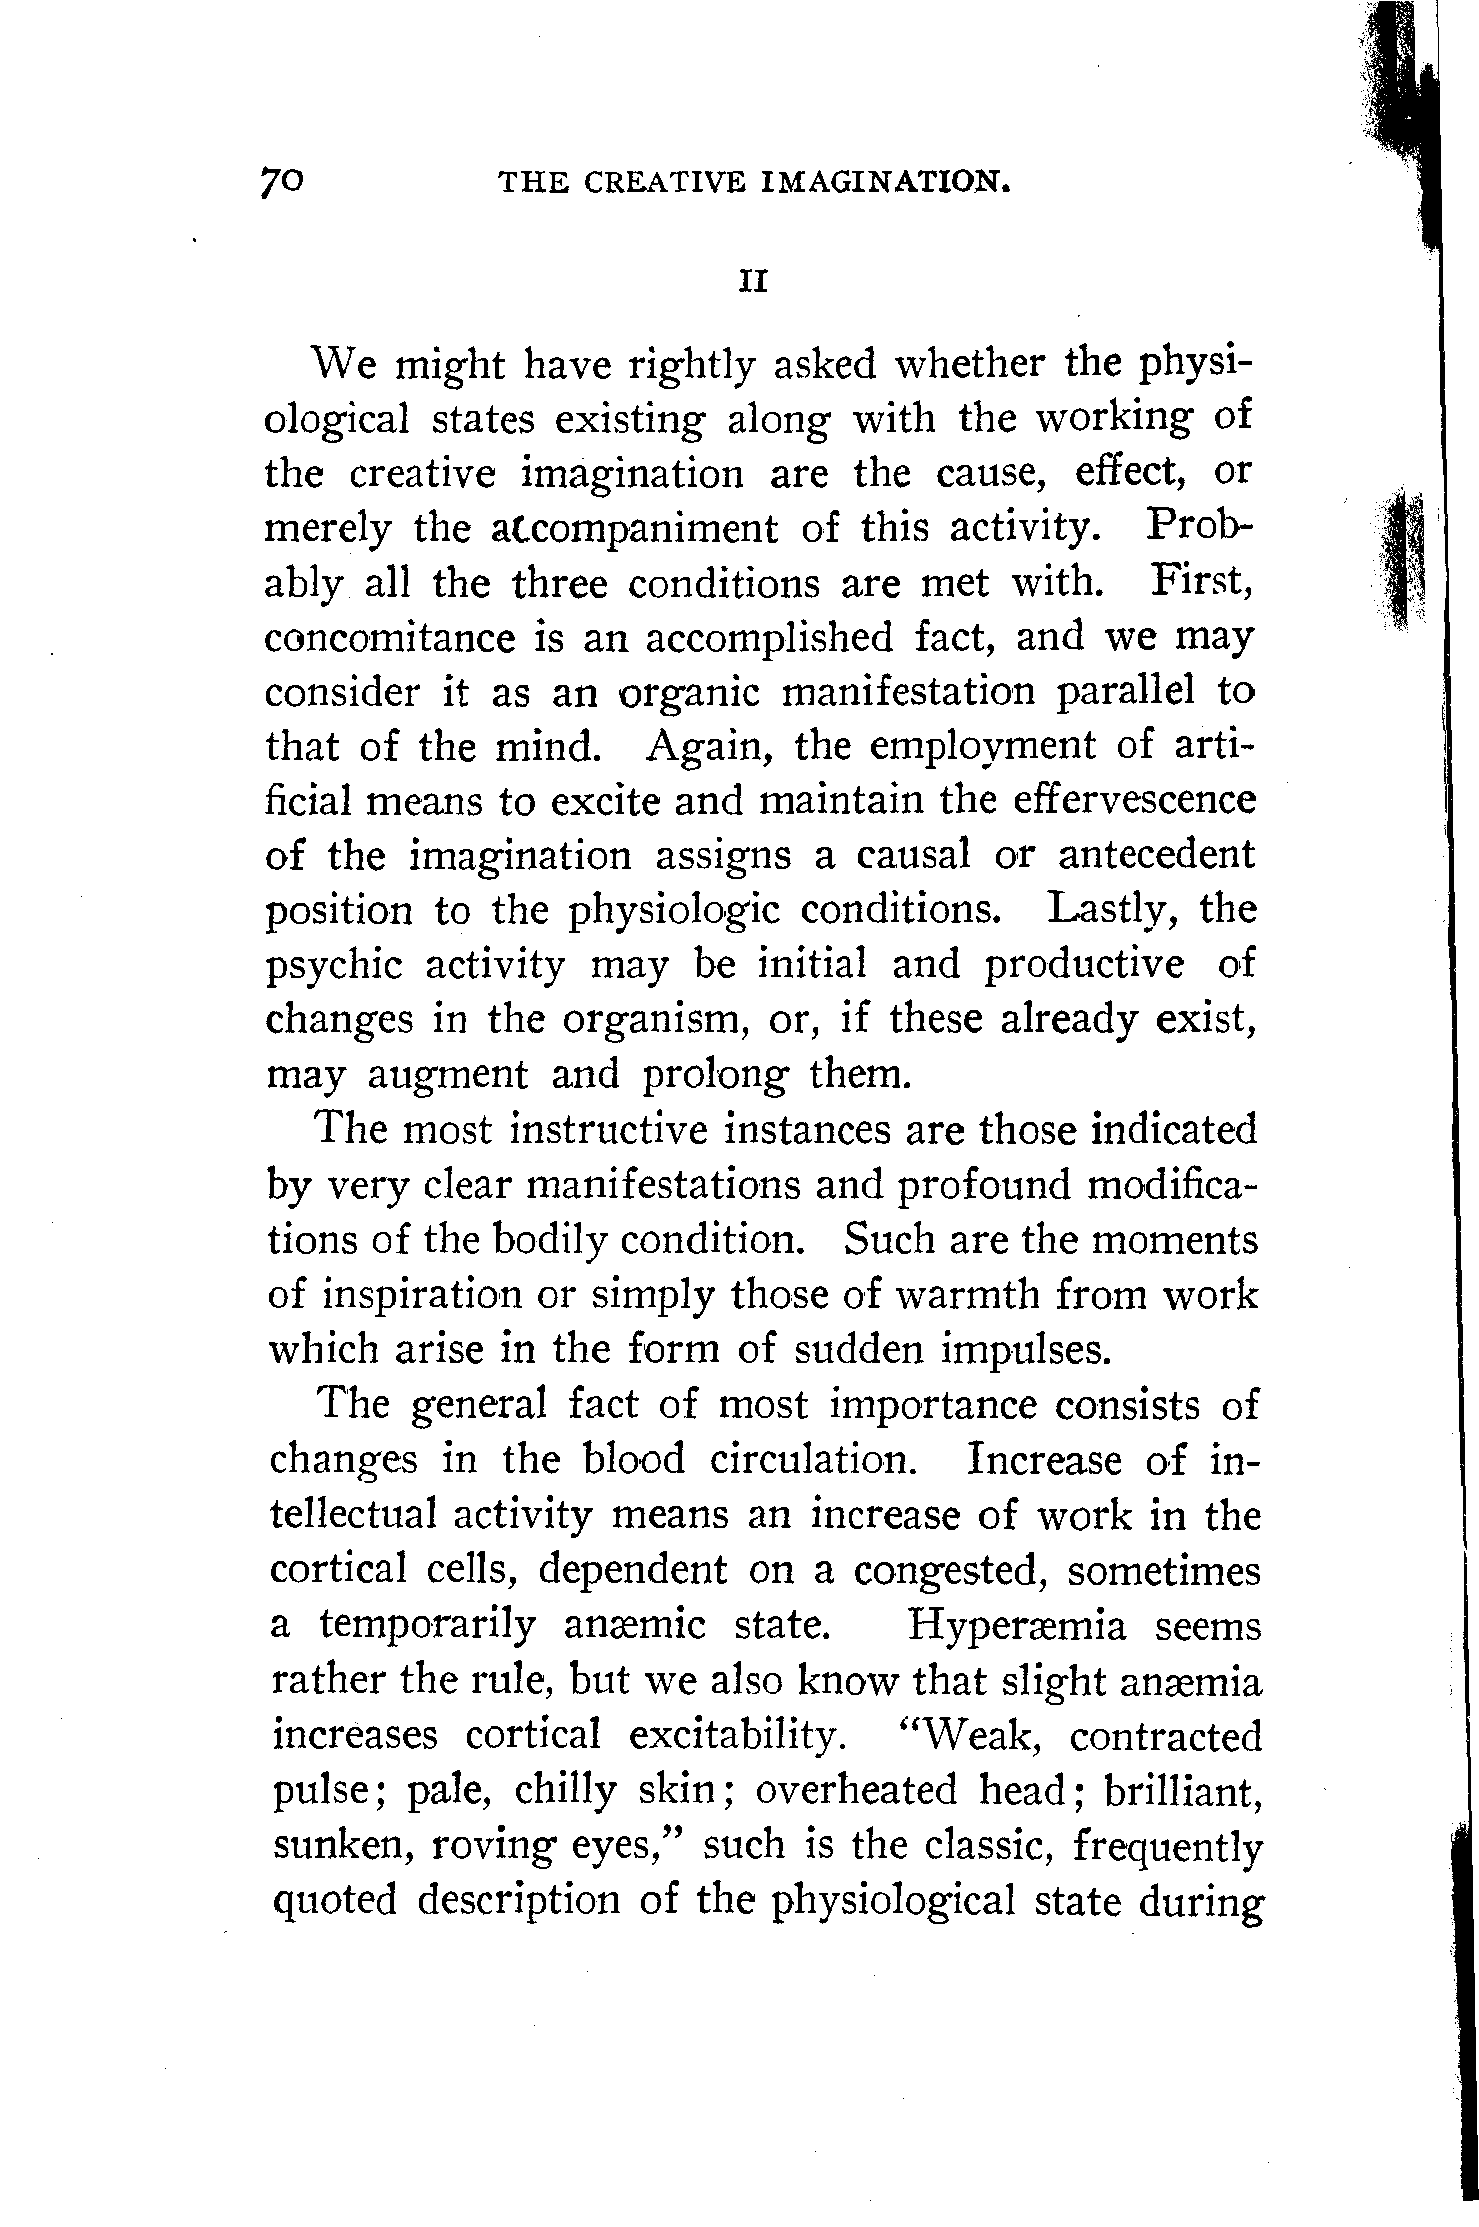 70 THE CREATIVE IMAGINATION.
II
We might have rightly asked whether the physi-
ological states existing along with the working of
the creative imagination are the cause, effect, or
merely the accompaniment of this activity. Prob-
ably all the three conditions are met with. First,
concomitance is an accomplished fact, and we may
consider it as an organic manifestation parallel to
that of the mind. Again, the employment of arti-
ficial means to excite and maintain the effervescence
of the imagination assigns a causal or antecedent
position to the physiologic conditions. Lastly, the
psychic activity may be initial and productive of
changes in the organism, or, if these already exist,
may augment and prolong them.
The most instructive instances are those indicated
by very clear manifestations and profound modifica-
tions of the bodily condition. Such are the moments
of inspiration or simply those of warmth from work
which arise in the form of sudden impulses.
The general fact of most importance consists of
changes in the blood circulation. Increase of in-
tellectual activity means an increase of work in the
cortical cells, dependent on a congested, sometimes
a temporarily anæmic state. Hyperæmia seems
rather the rule, but we also know that slight anæmia
increases cortical excitability. “Weak, contracted
pulse; pale, chilly skin; overheated head; brilliant,
sunken, roving eyes,” such is the classic, frequently
quoted description of the physiological state during